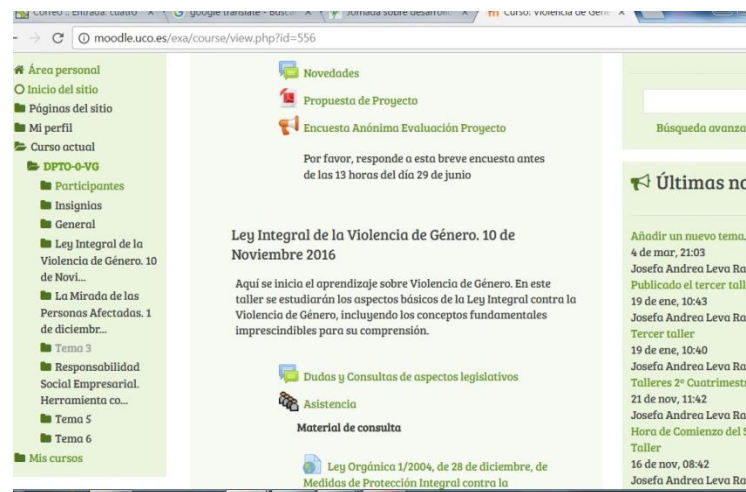 Correo :: Entrada: cuatro
google translate - Busca
Jornada sobre desarrollo
Curso: Violencia de Géne
moodle.uco.es/exa/course/view.php?id=556
Área personal
Inicio del sitio
Páginas del sitio
Mi perfil
Curso actual
DPTO-0-VG
Participantes
Insignias
General
Ley Integral de la
Violencia de Género. 10
de Novi...
La Mirada de las
Personas Afectadas. 1
de diciembr...
Tema 3
Responsabilidad
Social Empresarial.
Herramienta co...
Tema 5
Tema 6
Mis cursos
Novedades
Propuesta de Proyecto
Encuesta Anónima Evaluación Proyecto
Por favor, responde a esta breve encuesta antes
de las 13 horas del día 29 de junio
Ley Integral de la Violencia de Género. 10 de
Noviembre 2016
Aquí se inicia el aprendizaje sobre Violencia de Género. En este
taller se estudiarán los aspectos básicos de la Ley Integral contra la
Violencia de Género, incluyendo los conceptos fundamentales
imprescindibles para su comprensión.
Dudas y Consultas de aspectos legislativos
Asistencia
Material de consulta
Ley Orgánica 1/2004, de 28 de diciembre, de
Medidas de Protección Integral contra la
Búsqueda avanza
Últimas no
Añadir un nuevo tema.
4 de mar, 21:03
Josefa Andrea Leva Ra
Publicado el tercer tall
19 de ene, 10:43
Josefa Andrea Leva Ra
Tercer taller
19 de ene, 10:40
Josefa Andrea Leva Ra
Talleres 2º Cuatrimestr
21 de nov, 11:42
Josefa Andrea Leva Ra
Hora de Comienzo del S
Taller
16 de nov, 08:42
Josefa Andrea Leva Ra